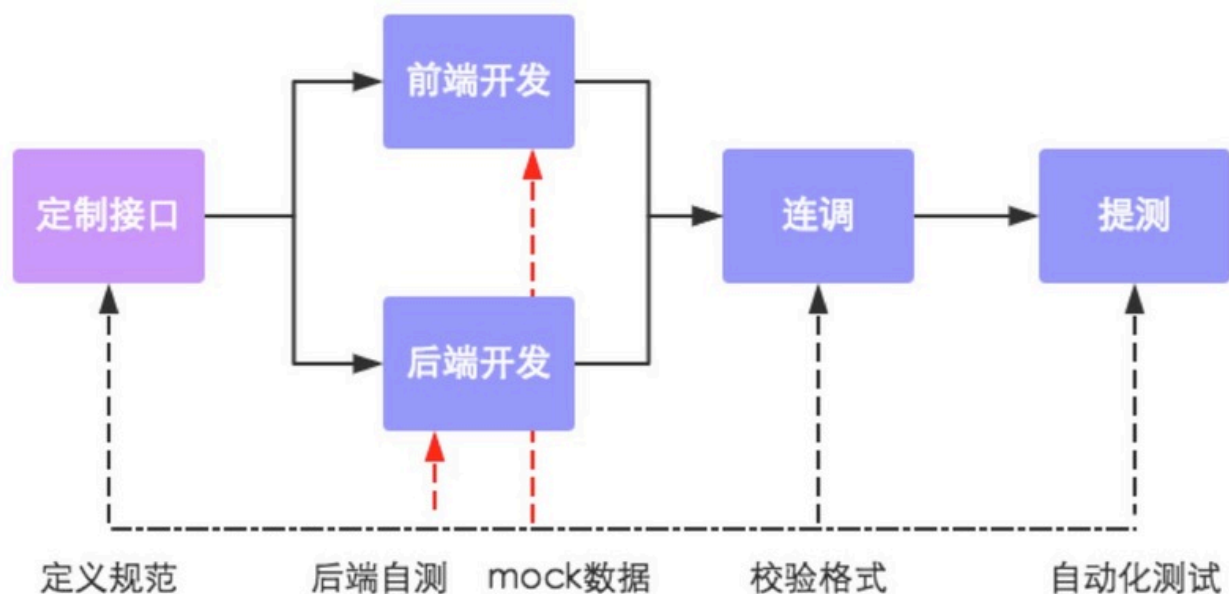 前端开发
定制接口
连调
提测
后端开发
定义规范
后端自测
mock数据
校验格式
自动化测试